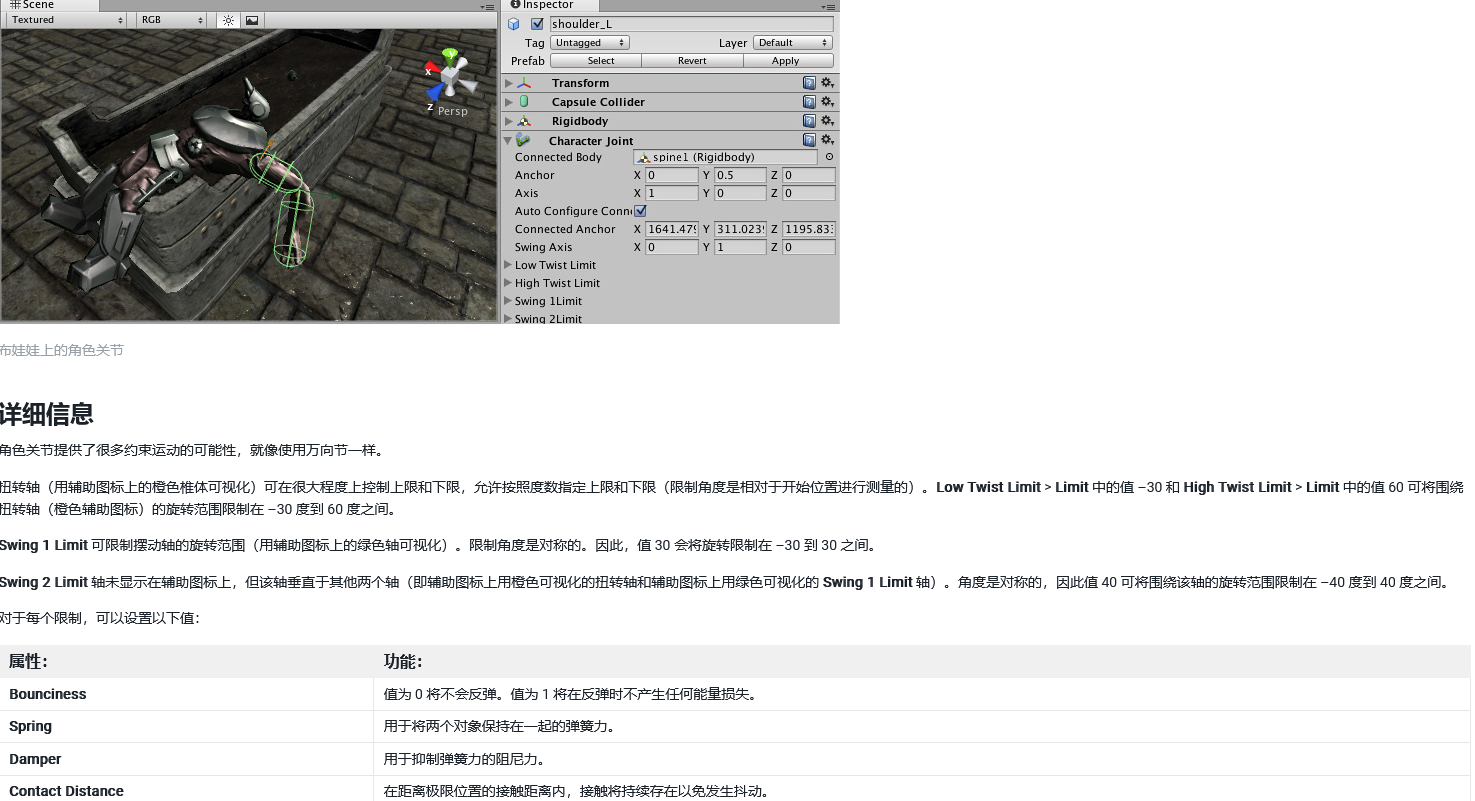 Scene
Inspector
Textured
RGB
shoulder_L
Tag Untagged Layer Default
Prefab Select Revert Apply
Transform
Capsule Collider
Rigidbody
Character Joint
Connected Body spine1 (Rigidbody)
Anchor X 0 Y 0.5 Z 0
Axis X 1 Y 0 Z 0
Auto Configure Conn
Connected Anchor X 1641.479 Y 311.0239 Z 1195.833
Swing Axis X 0 Y 1 Z 0
Low Twist Limit
High Twist Limit
Swing 1Limit
Swing 2Limit
y
x
z
Persp
布娃娃上的角色关节
详细信息
角色关节提供了很多约束运动的可能性，就像使用万向节一样。
扭转轴（用辅助图标上的橙色椎体可视化）可在很大程度上控制上限和下限，允许按照度数指定上限和下限（限制角度是相对于开始位置进行测量的）。Low Twist Limit > Limit 中的值 –30 和 High Twist Limit > Limit 中的值 60 可将围绕
扭转轴（橙色辅助图标）的旋转范围限制在 –30 度到 60 度之间。
Swing 1 Limit 可限制摆动轴的旋转范围（用辅助图标上的绿色轴可视化）。限制角度是对称的。因此，值 30 会将旋转限制在 –30 到 30 之间。
Swing 2 Limit 轴未显示在辅助图标上，但该轴垂直于其他两个轴（即辅助图标上用橙色可视化的扭转轴和辅助图标上用绿色可视化的 Swing 1 Limit 轴）。角度是对称的，因此值 40 可将围绕该轴的旋转范围限制在 –40 度到 40 度之间。
对于每个限制，可以设置以下值：
属性： 功能：
Bounciness 值为 0 将不会反弹。值为 1 将在反弹时不产生任何能量损失。
Spring 用于将两个对象保持在一起的弹簧力。
Damper 用于抑制弹簧力的阻尼力。
Contact Distance 在距离极限位置的接触距离内，接触将持续存在以免发生抖动。